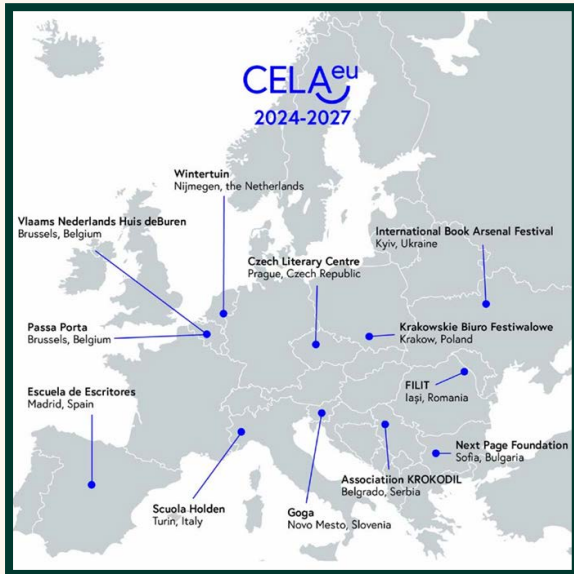 CELAeu
2024-2027
Wintertuin
Nijmegen, the Netherlands
Vlaams Nederlands Huis deBuren
Brussels, Belgium
International Book Arsenal Festival
Kyiv, Ukraine
Czech Literary Centre
Prague, Czech Republic
Passa Porta
Brussels, Belgium
Krakowskie Biuro Festiwalowe
Krakow, Poland
Escuela de Escritores
Madrid, Spain
FILIT
Iași, Romania
Next Page Foundation
Sofia, Bulgaria
Associatiion KROKODIL
Belgrado, Serbia
Scuola Holden
Turin, Italy
Goga
Novo Mesto, Slovenia